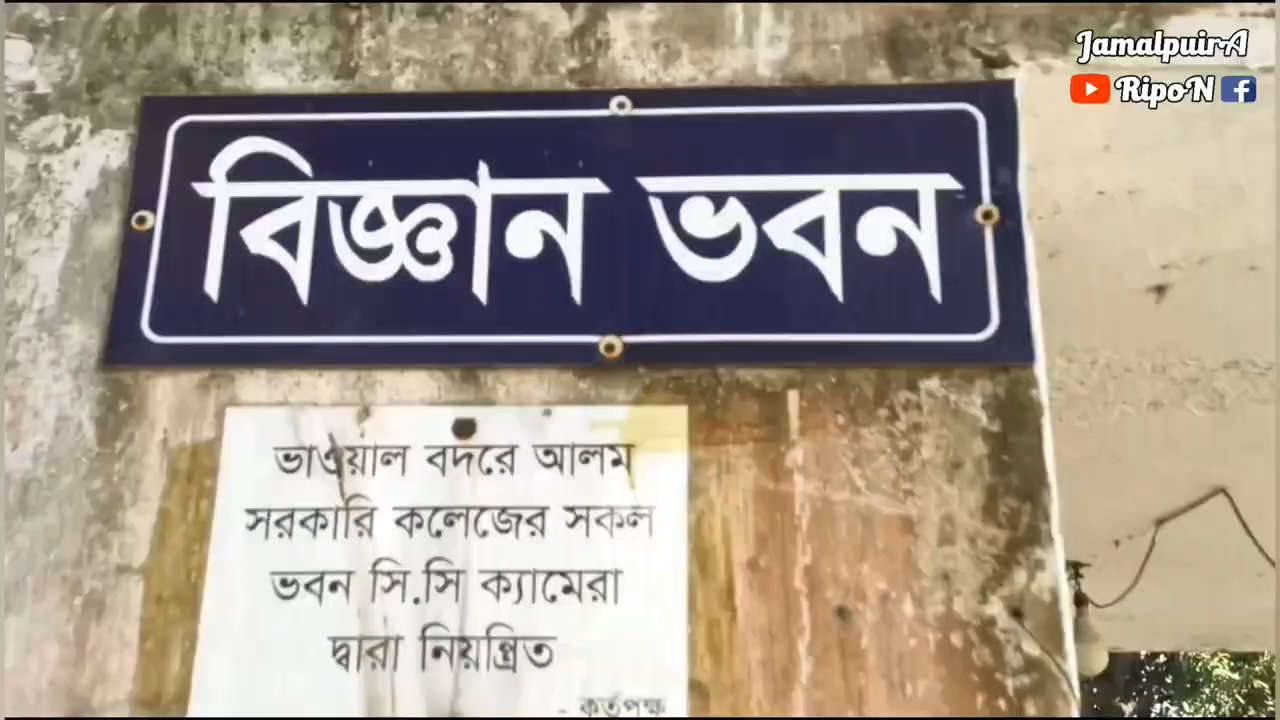 JamalpuirA
RipoN
বিজ্ঞান ভবন
ভাওয়াল বদরে আলম
সরকারি কলেজের সকল
ভবন সি.সি ক্যামেরা
দ্বারা নিয়ন্ত্রিত
- কর্তৃপক্ষ